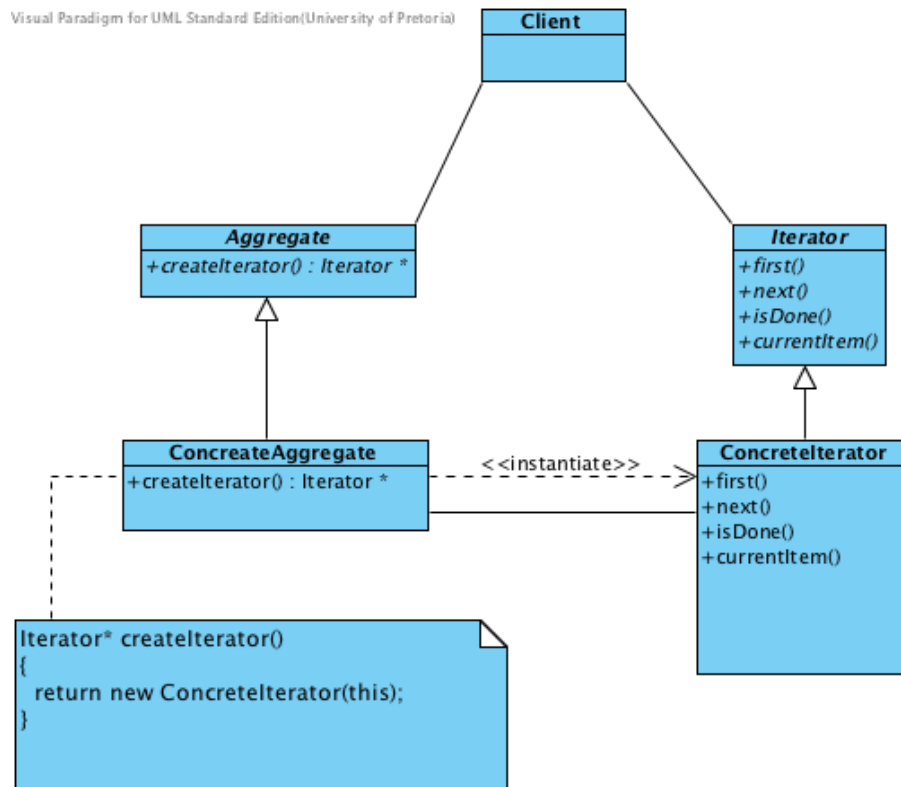 Visual Paradigm for UML Standard Edition(University of Pretoria)
Client
Aggregate
+createIterator() : Iterator *
Iterator
+first()
+next()
+isDone()
+currentItem()
ConcreateAggregate
+createIterator() : Iterator *
<<instantiate>>
ConcreteIterator
+first()
+next()
+isDone()
+currentItem()
Iterator* createIterator()
{
return new ConcreteIterator(this);
}